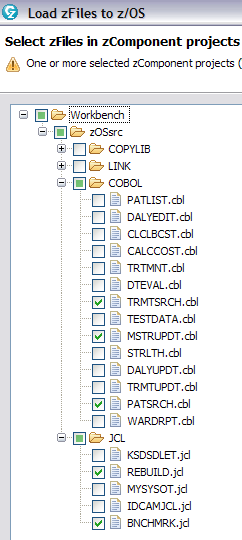 Load zFiles to z/OS
Select zFiles in zComponent projects
One or more selected zComponent projects (
Workbench
zOSsrc
COPYLIB
LINK
COBOL
PATLIST.cbl
DALYEDIT.cbl
CLCLBCST.cbl
CALCCOST.cbl
TRTMNT.cbl
DTEVAL.cbl
TRMTSRCH.cbl
TESTDATA.cbl
MSTRUPDT.cbl
STRLTH.cbl
DALYUPDT.cbl
TRMTUPDT.cbl
PATSRCH.cbl
WARDRPT.cbl
JCL
KSDSDLET.jcl
REBUILD.jcl
MYSYSOT.jcl
IDCAMJCL.jcl
BNCHMRK.jcl